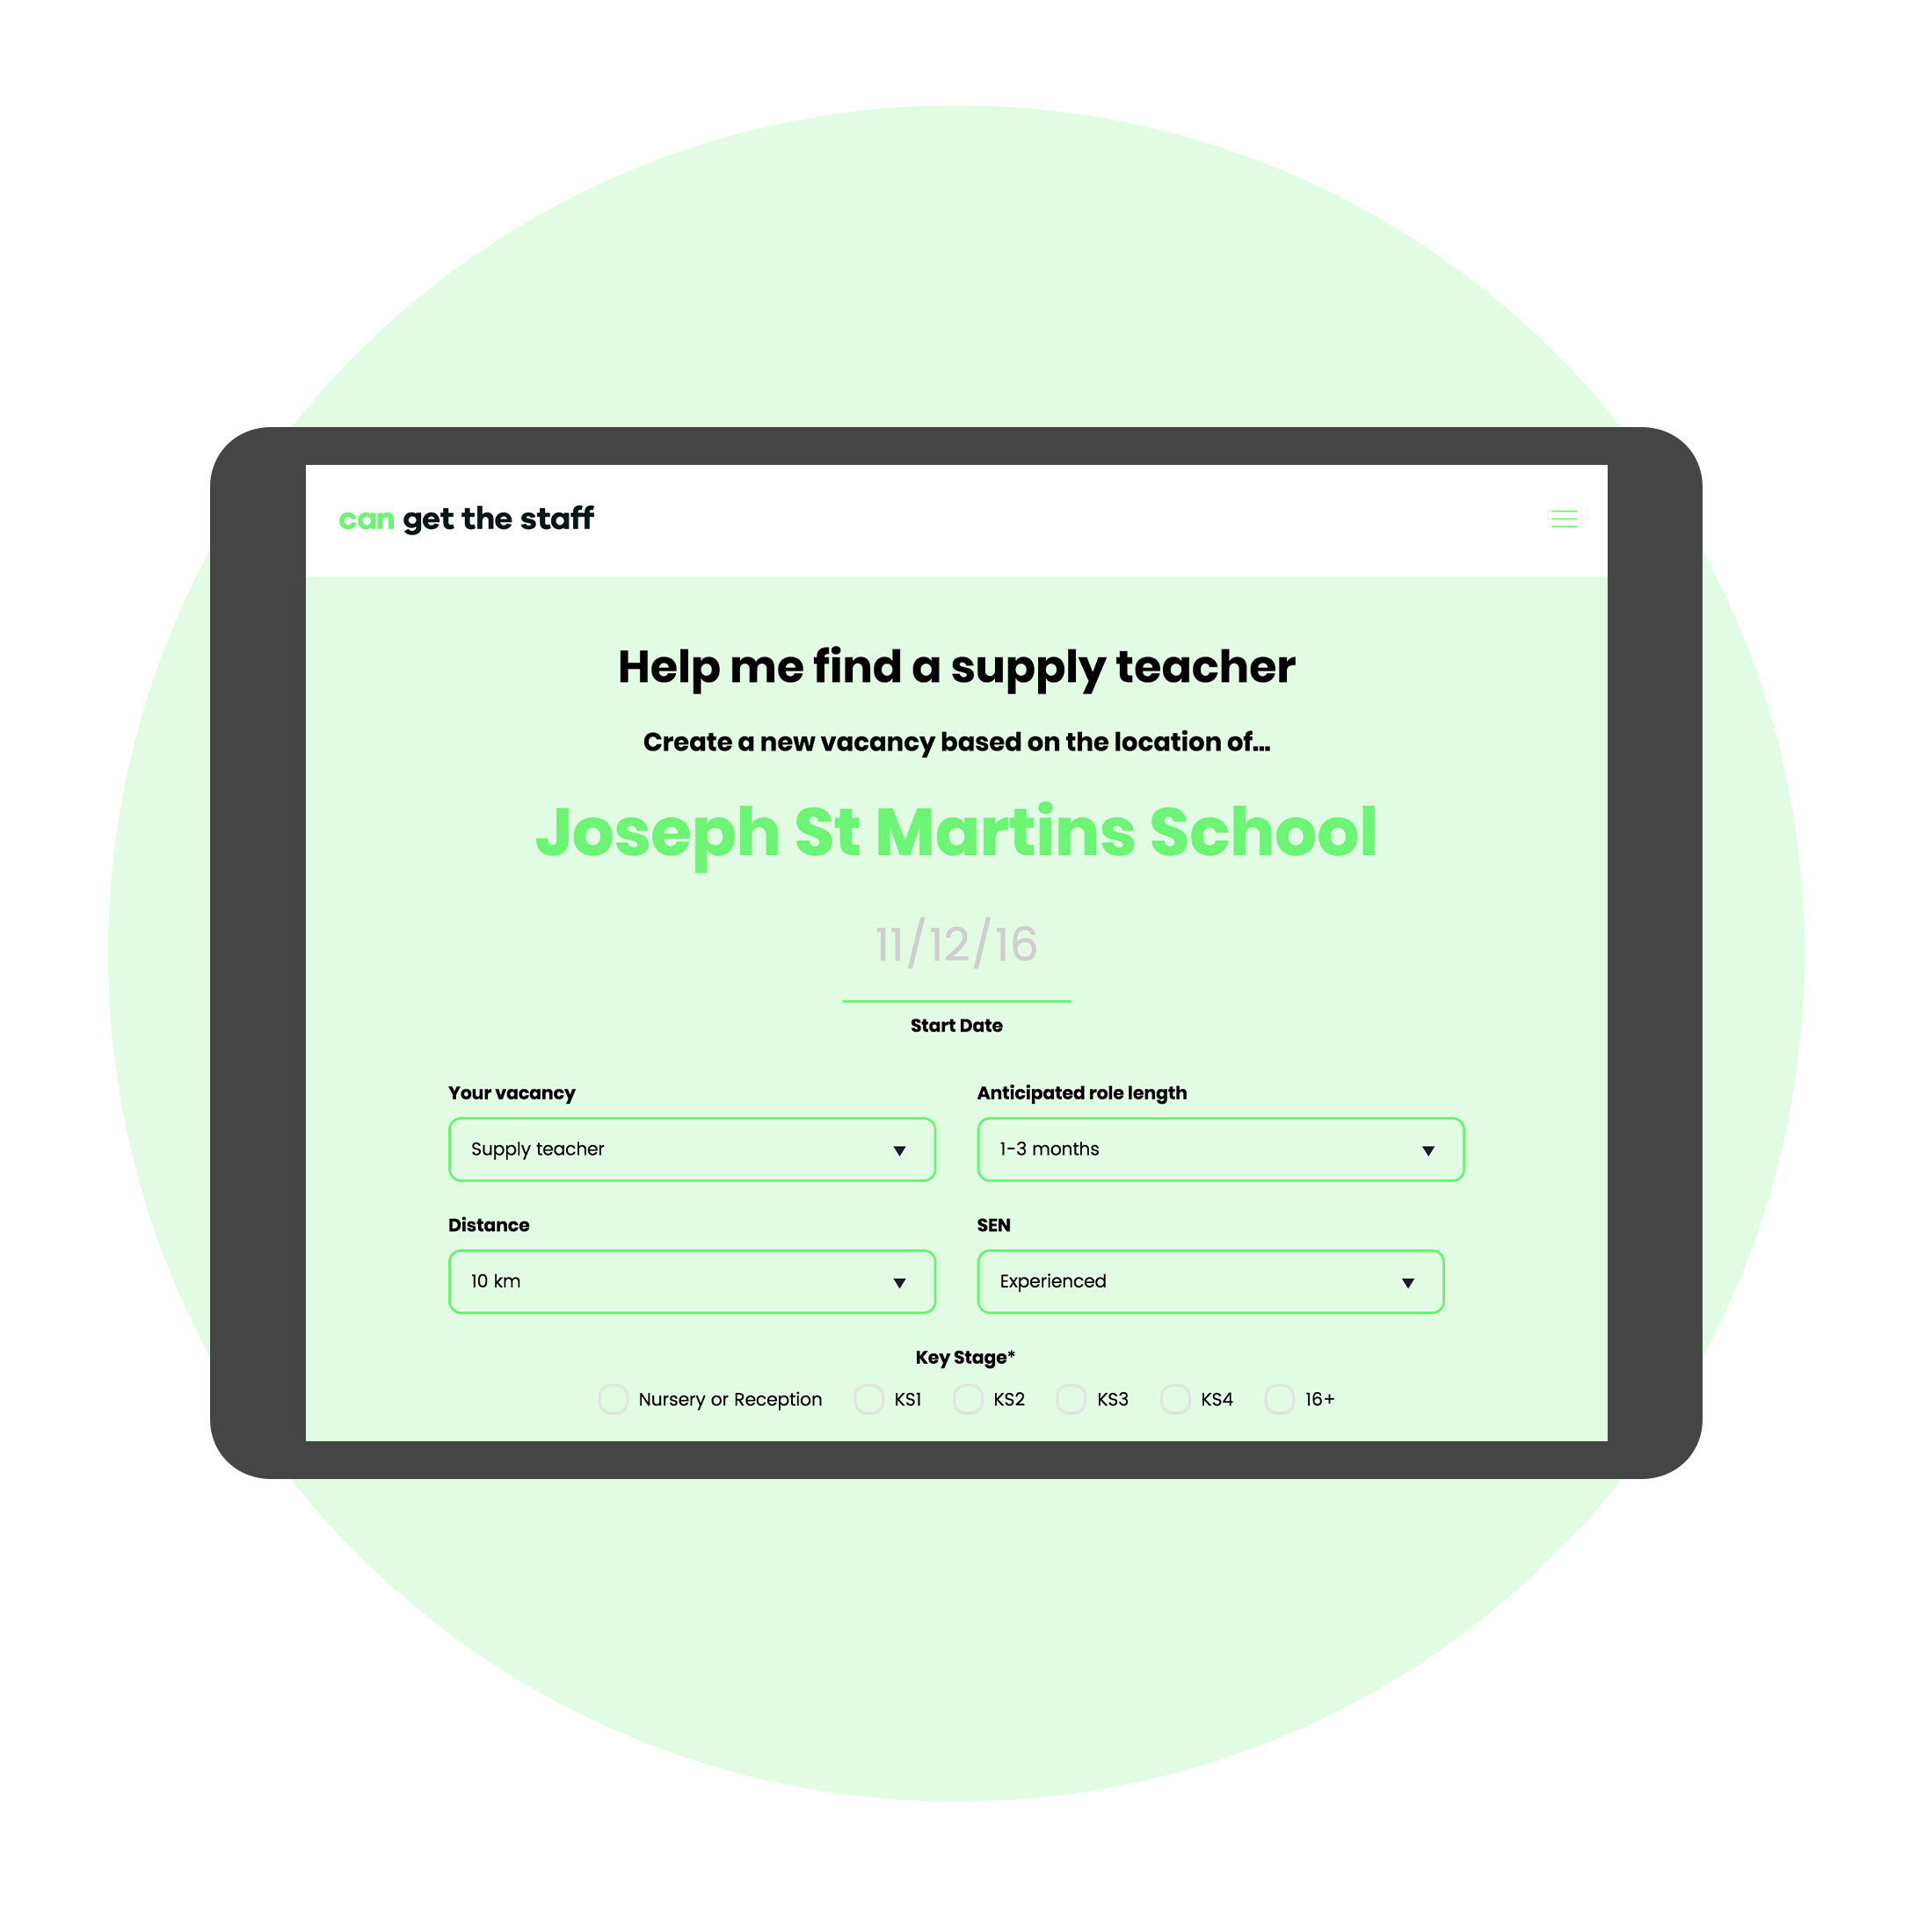 can get the staff
Help me find a supply teacher
Create a new vacancy based on the location of...
Joseph St Martins School
11/12/16
Start Date
Your vacancy
Anticipated role length
Supply teacher
1-3 months
Distance
SEN
10 km
Experienced
Key Stage*
Nursery or Reception KS1 KS2 KS3 KS4 16+